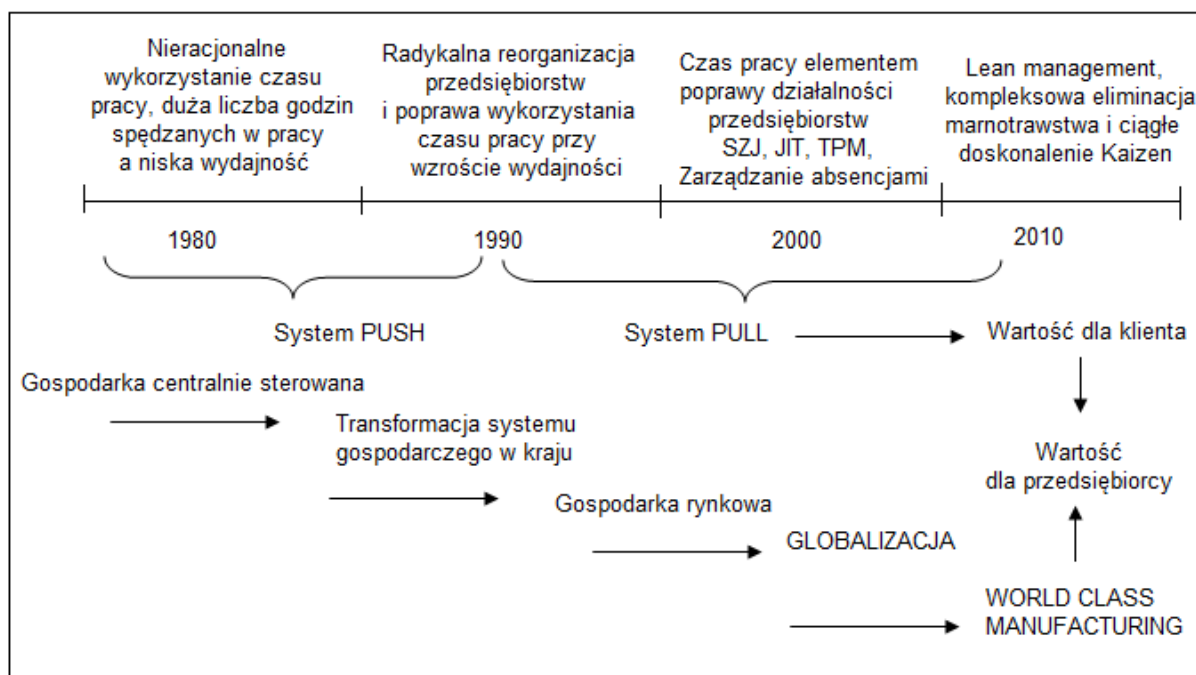 Nieracjonalne
wykorzystanie czasu
pracy, duża liczba godzin
spędzanych w pracy
a niska wydajność
Radykalna reorganizacja
przedsiębiorstw
i poprawa wykorzystania
czasu pracy przy
wzroście wydajności
Czas pracy elementem
poprawy działalności
przedsiębiorstw
SZJ, JIT, TPM,
Zarządzanie absencjami
Lean management,
kompleksowa eliminacja
marnotrawstwa i ciągłe
doskonalenie Kaizen
1980
1990
2000
2010
System PUSH
System PULL
Wartość dla klienta
Gospodarka centralnie sterowana
Transformacja systemu
gospodarczego w kraju
Wartość
dla przedsiębiorcy
Gospodarka rynkowa
GLOBALIZACJA
WORLD CLASS
MANUFACTURING